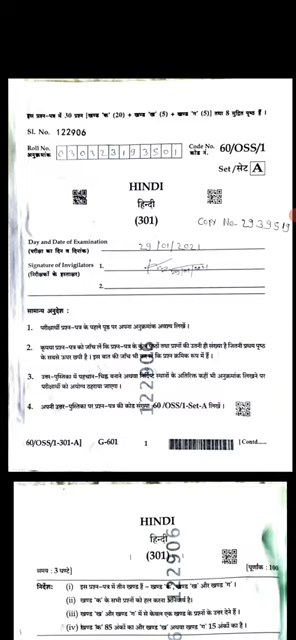 इस प्रश्न-पत्र में 30 प्रश्न [खण्ड 'क' (20) + खण्ड 'ख' (5) + खण्ड 'ग' (5)] तथा 8 मुद्रित पृष्ठ हैं ।
Sl. No. 122906
Roll No. अनुक्रमांक
Code No. कोड नं. 60/OSS/1
Set/सेट A
HINDI
हिन्दी
(301)
Copy No- 2939519
Day and Date of Examination 29/01/2021
(परीक्षा का दिन व दिनांक)
Signature of Invigilators 1.
(निरीक्षकों के हस्ताक्षर)
2.
सामान्य अनुदेश :
1. परीक्षार्थी प्रश्न-पत्र के पहले पृष्ठ पर अपना अनुक्रमांक अवश्य लिखें ।
2. कृपया प्रश्न-पत्र को जाँच लें कि प्रश्न-पत्र के कुल पृष्ठों तथा प्रश्नों की उतनी ही संख्या है जितनी प्रथम पृष्ठ
के सबसे ऊपर छपी है । इस बात की जाँच भी कर लें कि प्रश्न क्रमिक रूप में हैं ।
3. उत्तर-पुस्तिका में पहचान-चिह्न बनाने अथवा निर्दिष्ट स्थानों के अतिरिक्त कहीं भी अनुक्रमांक लिखने पर
परीक्षार्थी को अयोग्य ठहराया जाएगा ।
4. अपनी उत्तर-पुस्तिका पर प्रश्न-पत्र की कोड संख्या 60/OSS/1-Set-A लिखें ।
122906
60/OSS/1-301-A] G-601 1 [Contd.....
HINDI
हिन्दी
(301)
122906
समय : 3 घण्टे] [पूर्णांक : 100
निर्देश: (i) इस प्रश्न-पत्र में तीन खण्ड हैं – खण्ड 'क', खण्ड 'ख' और खण्ड 'ग' ।
(ii) खण्ड 'क' के सभी प्रश्नों को हल करना अनिवार्य है।
(iii) खण्ड 'ख' और खण्ड 'ग' में से केवल एक खण्ड के प्रश्नों के उत्तर देने हैं ।
(iv) खण्ड 'क' 85 अंकों का और खण्ड 'ख' अथवा खण्ड 'ग' 15 अंकों का है ।